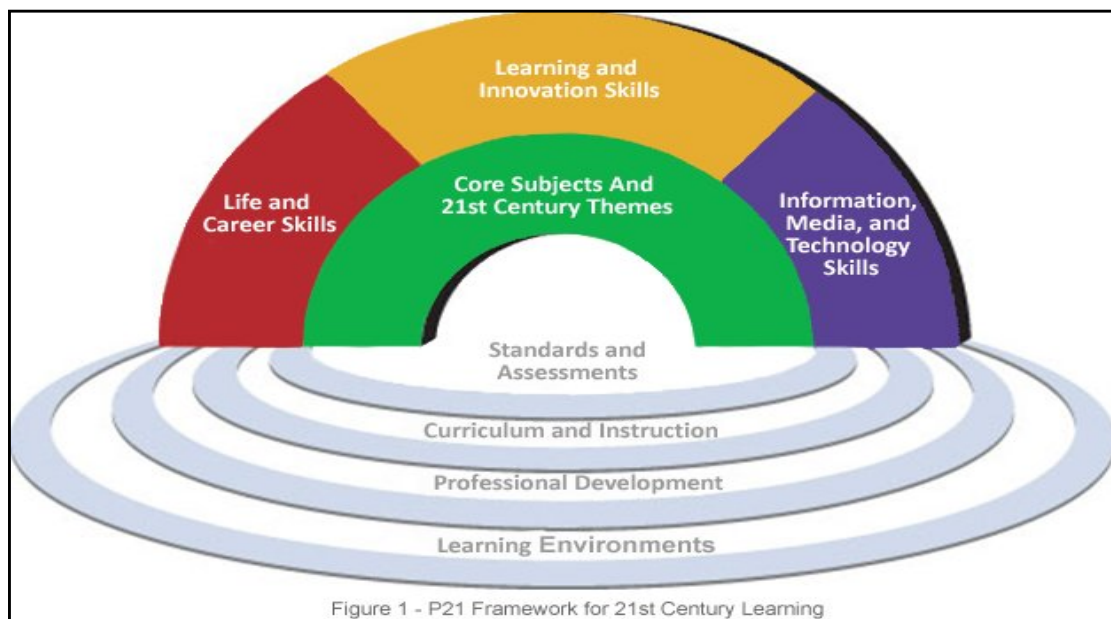 Learning and
Innovation Skills
Core Subjects And
21st Century Themes
Life and
Career Skills
Information,
Media, and
Technology
Skills
Standards and
Assessments
Curriculum and Instruction
Professional Development
Learning Environments
Figure 1 - P21 Framework for 21st Century Learning